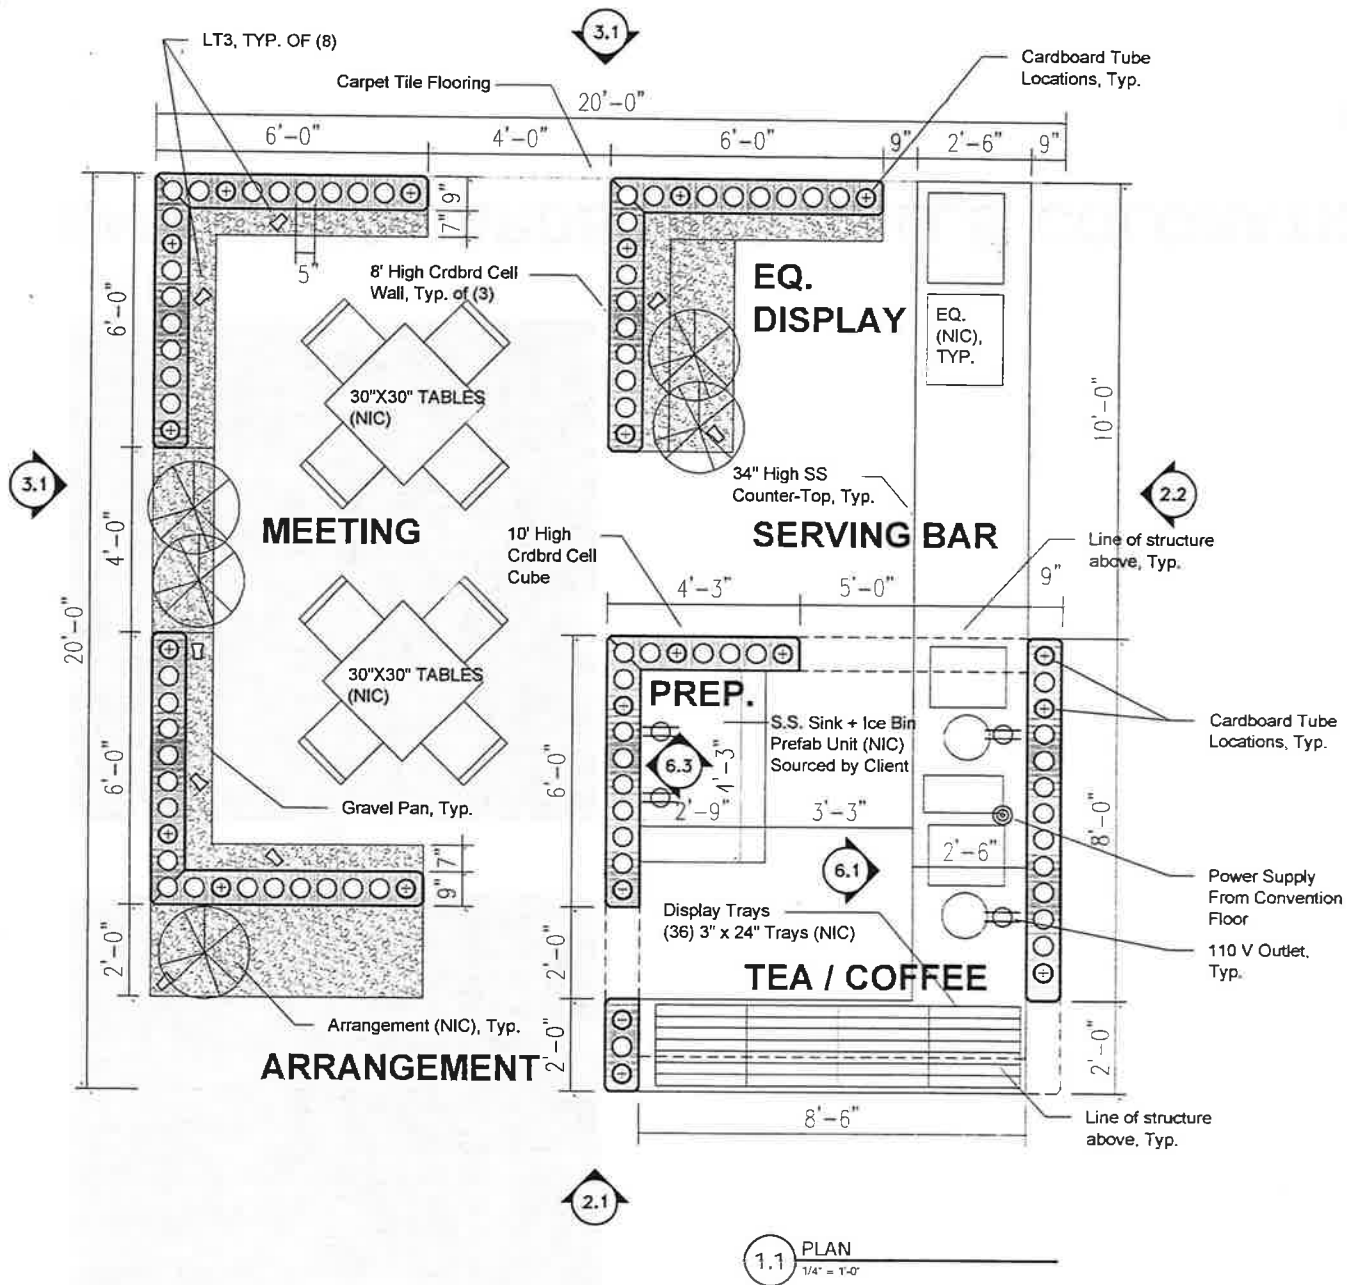 LT3, TYP. OF (8)
3.1
Cardboard Tube
Locations, Typ.
Carpet Tile Flooring
20'-0"
6'-0"
4'-0"
6'-0"
9"
2'-6"
9"
9"
7"
5"
8' High Crdbrd Cell
Wall, Typ. of (3)
EQ.
DISPLAY
EQ.
(NIC),
TYP.
6'-0"
10'-0"
30"X30" TABLES
(NIC)
3.1
34" High SS
Counter-Top, Typ.
2.2
MEETING
SERVING BAR
10' High
Crdbrd Cell
Cube
Line of structure
above, Typ.
4'-0"
4'-3"
5'-0"
9"
20'-0"
30"X30" TABLES
(NIC)
PREP.
S.S. Sink + Ice Bin
Prefab Unit (NIC)
Sourced by Client
Cardboard Tube
Locations, Typ.
6.3
4'-3"
6'-0"
6'-0"
Gravel Pan, Typ.
2'-9"
3'-3"
8'-0"
2'-6"
7"
9"
6.1
Power Supply
From Convention
Floor
Display Trays
(36) 3" x 24" Trays (NIC)
110 V Outlet,
Typ.
2'-0"
2'-0"
TEA / COFFEE
Arrangement (NIC), Typ.
ARRANGEMENT
2'-0"
2'-0"
8'-6"
Line of structure
above, Typ.
2.1
1.1
PLAN
1/4" = 1'-0"